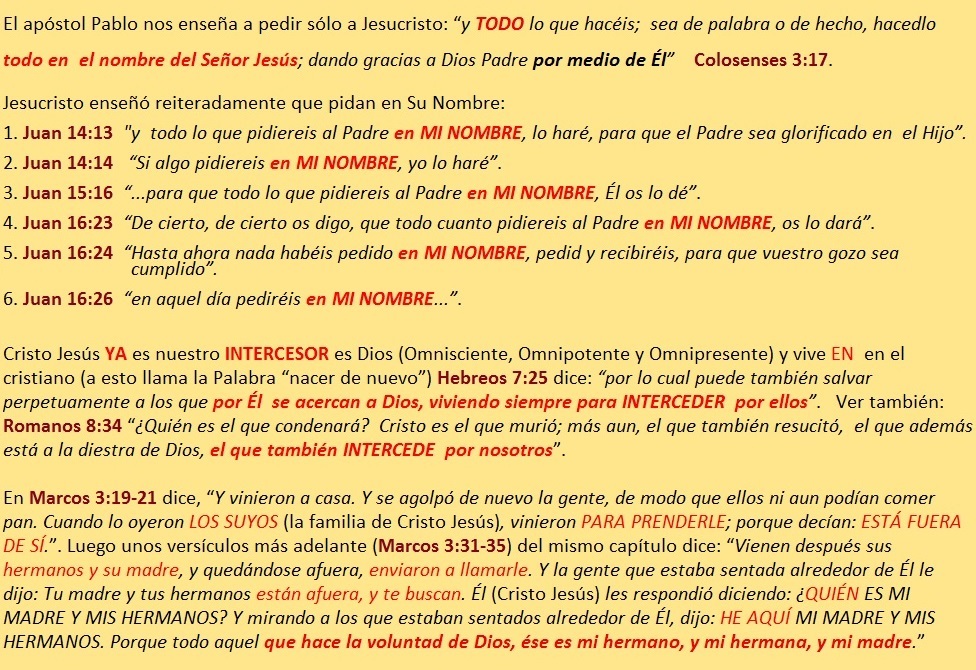 El apóstol Pablo nos enseña a pedir sólo a Jesucristo: “y TODO lo que hacéis; sea de palabra o de hecho, hacedlo
todo en el nombre del Señor Jesús; dando gracias a Dios Padre por medio de Él” Colosenses 3:17.
Jesucristo enseñó reiteradamente que pidan en Su Nombre:
1. Juan 14:13 "y todo lo que pidiereis al Padre en MI NOMBRE, lo haré, para que el Padre sea glorificado en el Hijo”.
2. Juan 14:14 “Si algo pidiereis en MI NOMBRE, yo lo haré”.
3. Juan 15:16 “...para que todo lo que pidiereis al Padre en MI NOMBRE, Él os lo dé”.
4. Juan 16:23 “De cierto, de cierto os digo, que todo cuanto pidiereis al Padre en MI NOMBRE, os lo dará”.
5. Juan 16:24 “Hasta ahora nada habéis pedido en MI NOMBRE, pedid y recibiréis, para que vuestro gozo sea
cumplido”.
6. Juan 16:26 “en aquel día pediréis en MI NOMBRE...”.
Cristo Jesús YA es nuestro INTERCESOR es Dios (Omnisciente, Omnipotente y Omnipresente) y vive EN en el
cristiano (a esto llama la Palabra “nacer de nuevo”) Hebreos 7:25 dice: “por lo cual puede también salvar
perpetuamente a los que por Él se acercan a Dios, viviendo siempre para INTERCEDER por ellos”. Ver también:
Romanos 8:34 “¿Quién es el que condenará? Cristo es el que murió; más aun, el que también resucitó, el que además
está a la diestra de Dios, el que también INTERCEDE por nosotros”.
En Marcos 3:19-21 dice, “Y vinieron a casa. Y se agolpó de nuevo la gente, de modo que ellos ni aun podían comer
pan. Cuando lo oyeron LOS SUYOS (la familia de Cristo Jesús), vinieron PARA PRENDERLE; porque decían: ESTÁ FUERA
DE SÍ.”. Luego unos versículos más adelante (Marcos 3:31-35) del mismo capítulo dice: “Vienen después sus
hermanos y su madre, y quedándose afuera, enviaron a llamarle. Y la gente que estaba sentada alrededor de Él le
dijo: Tu madre y tus hermanos están afuera, y te buscan. Él (Cristo Jesús) les respondió diciendo: ¿QUIÉN ES MI
MADRE Y MIS HERMANOS? Y mirando a los que estaban sentados alrededor de Él, dijo: HE AQUÍ MI MADRE Y MIS
HERMANOS. Porque todo aquel que hace la voluntad de Dios, ése es mi hermano, y mi hermana, y mi madre.”